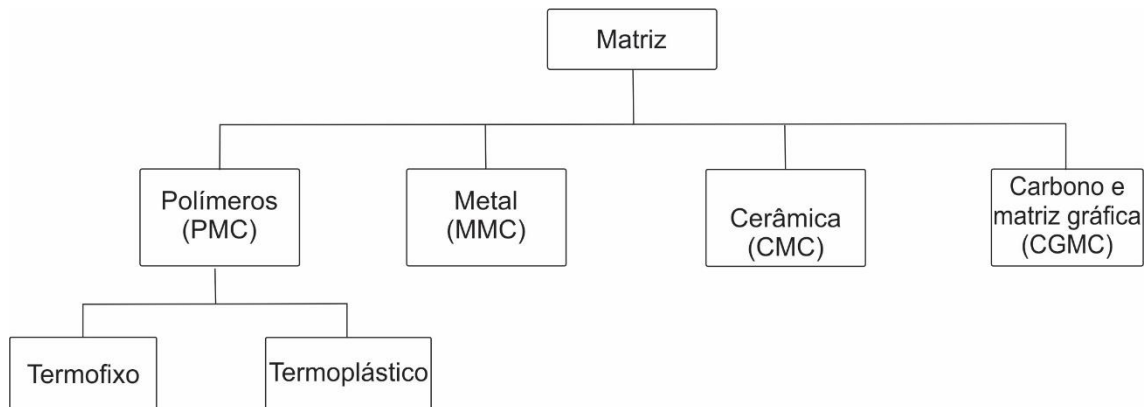 Matriz
Polímeros
(PMC)
Metal
(MMC)
Cerâmica
(CMC)
Carbono e
matriz gráfica
(CGMC)
Termofixo
Termoplástico